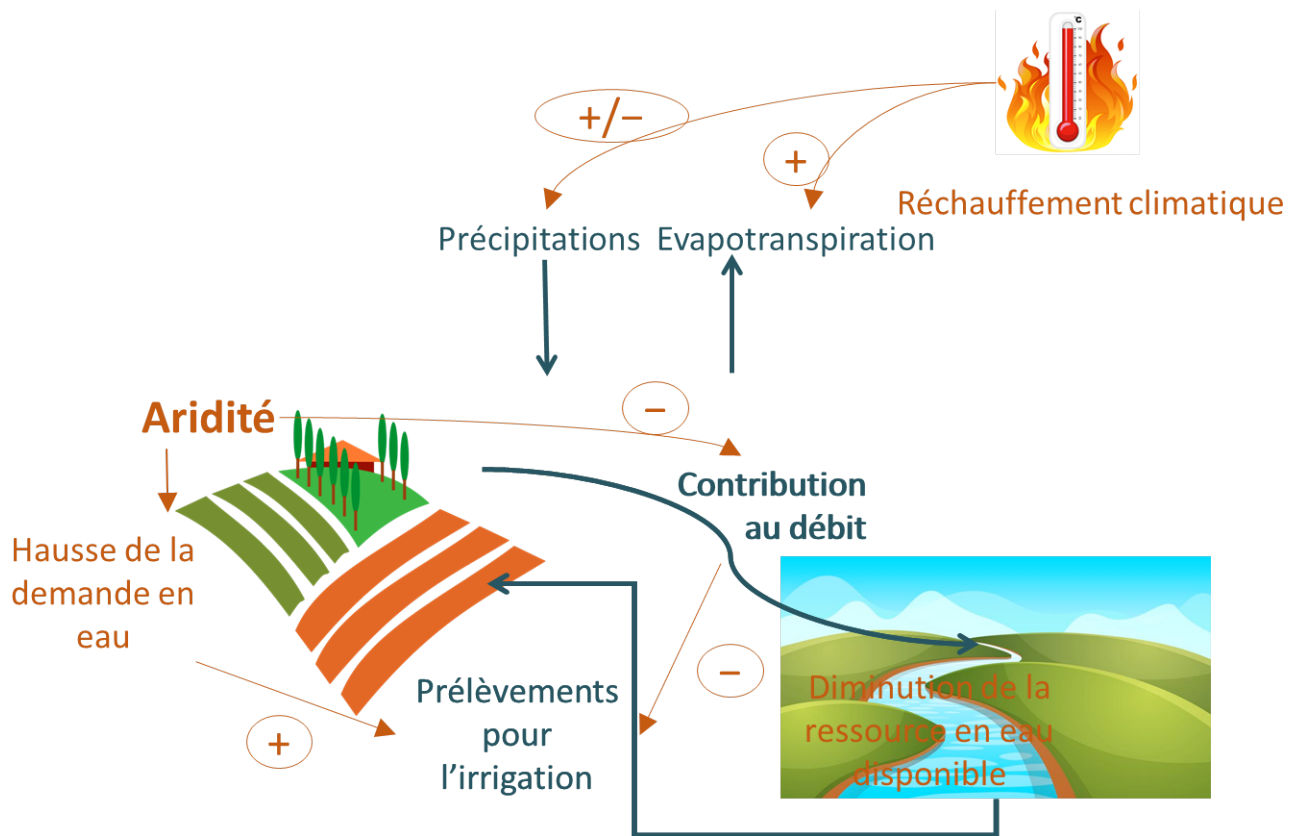 °C
+/−
+
Réchauffement climatique
Précipitations Evapotranspiration
Aridité
−
Contribution
au débit
Hausse de la
demande en
eau
−
Prélèvements
pour
l'irrigation
Diminution de la
ressource en eau
disponible
+